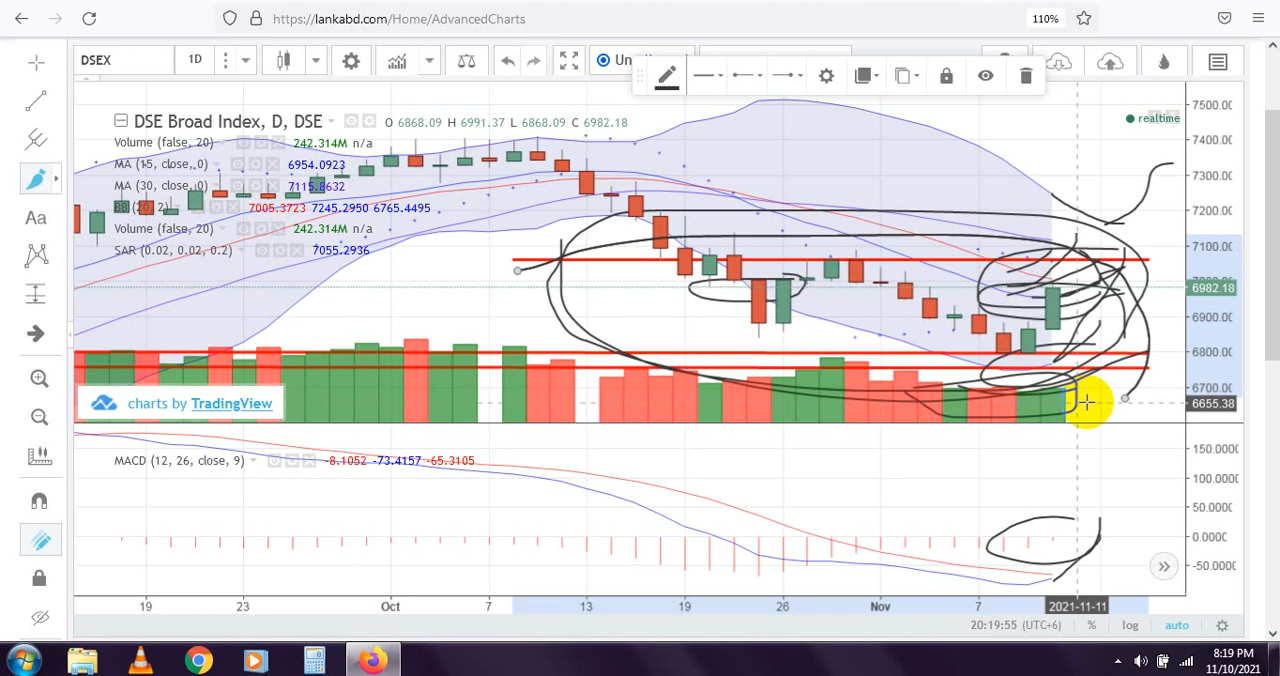 https://lankabd.com/Home/AdvancedCharts 110%
DSEX 1D
DSE Broad Index, D, DSE O 6868.09 H 6991.37 L 6868.09 C 6982.18
realtime
Volume (false, 20) 242.314M n/a
MA (15, close, 0) 6954.0923
MA (30, close, 0) 7115.8632
BB (20, 2) 7005.3723 7245.2950 6765.4495
Volume (false, 20) 242.314M n/a
SAR (0.02, 0.02, 0.2) 7055.2936
7500.00
7400.00
7300.00
7200.00
7100.00
6982.18
6900.00
6800.00
6700.00
6655.38
charts by TradingView
MACD (12, 26, close, 9) -8.1052 -73.4157 -65.3105
150.000
100.000
50.0000
0.0000
-50.000
19 23 Oct 7 13 19 26 Nov 7 2021-11-11
20:19:55 (UTC+6) % log auto
Aa
8:19 PM
11/10/2021